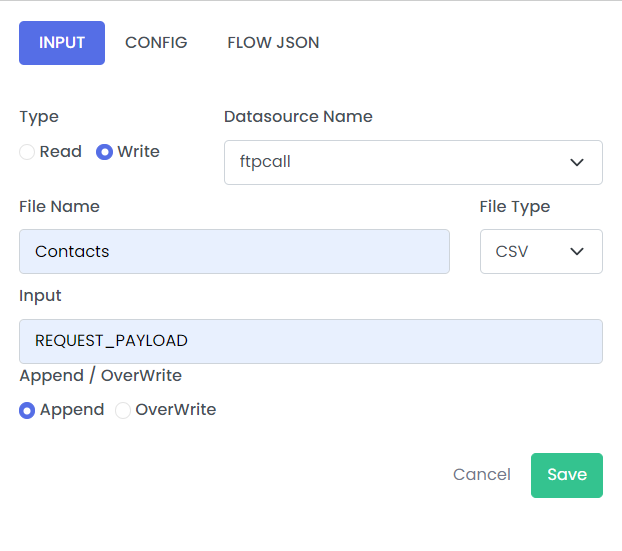 INPUT CONFIG FLOW JSON
Type Datasource Name
Read Write
ftpcall
File Name File Type
Contacts CSV
Input
REQUEST_PAYLOAD
Append / OverWrite
Append OverWrite
Cancel Save